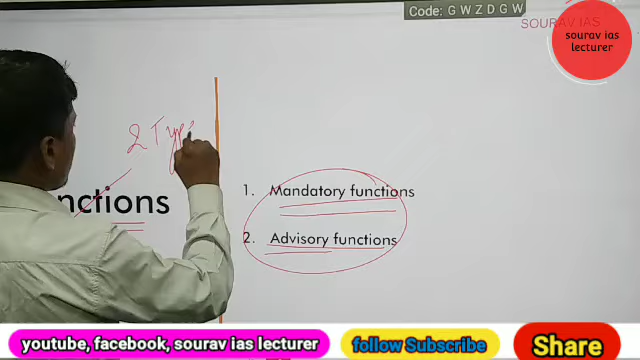 Code: G W Z D G W
SOURAV IAS
sourav ias
lecturer
2 Typ
1. Mandatory functions
nctions
2. Advisory functions
youtube, facebook, sourav ias lecturer
follow Subscribe
Share